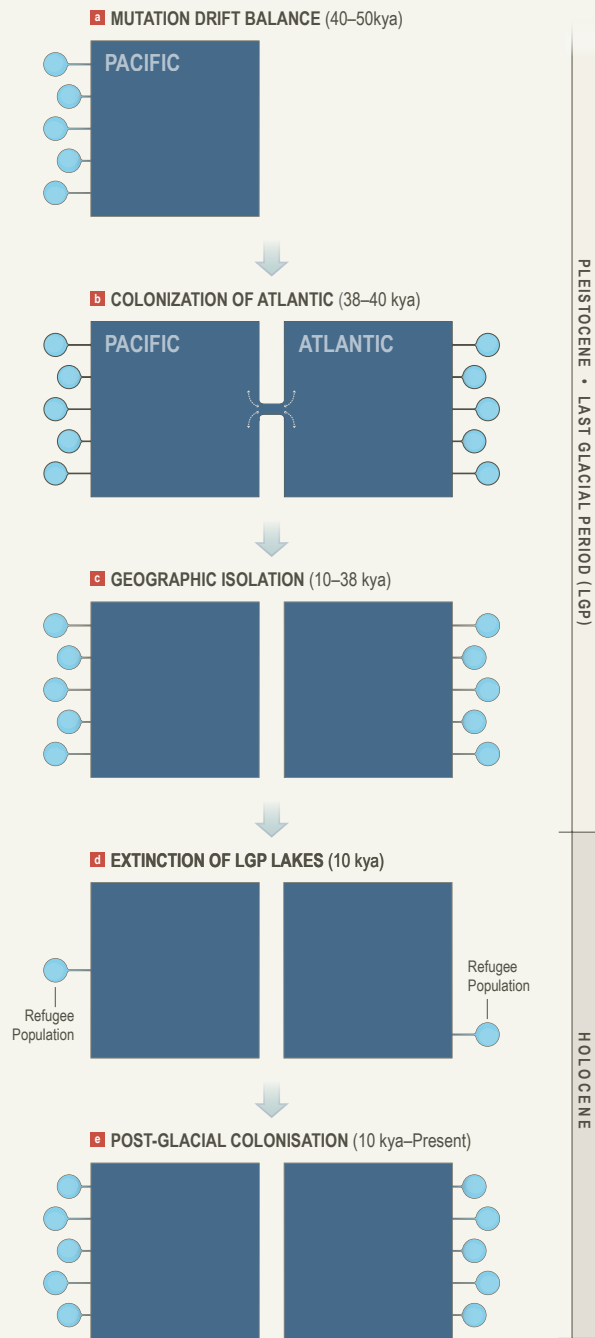 a MUTATION DRIFT BALANCE (40–50kya)
PACIFIC
b COLONIZATION OF ATLANTIC (38–40 kya)
PACIFIC
ATLANTIC
c GEOGRAPHIC ISOLATION (10–38 kya)
d EXTINCTION OF LGP LAKES (10 kya)
Refugee
Population
Refugee
Population
e POST-GLACIAL COLONISATION (10 kya–Present)
PLEISTOCENE • LAST GLACIAL PERIOD (LGP)
HOLOCENE